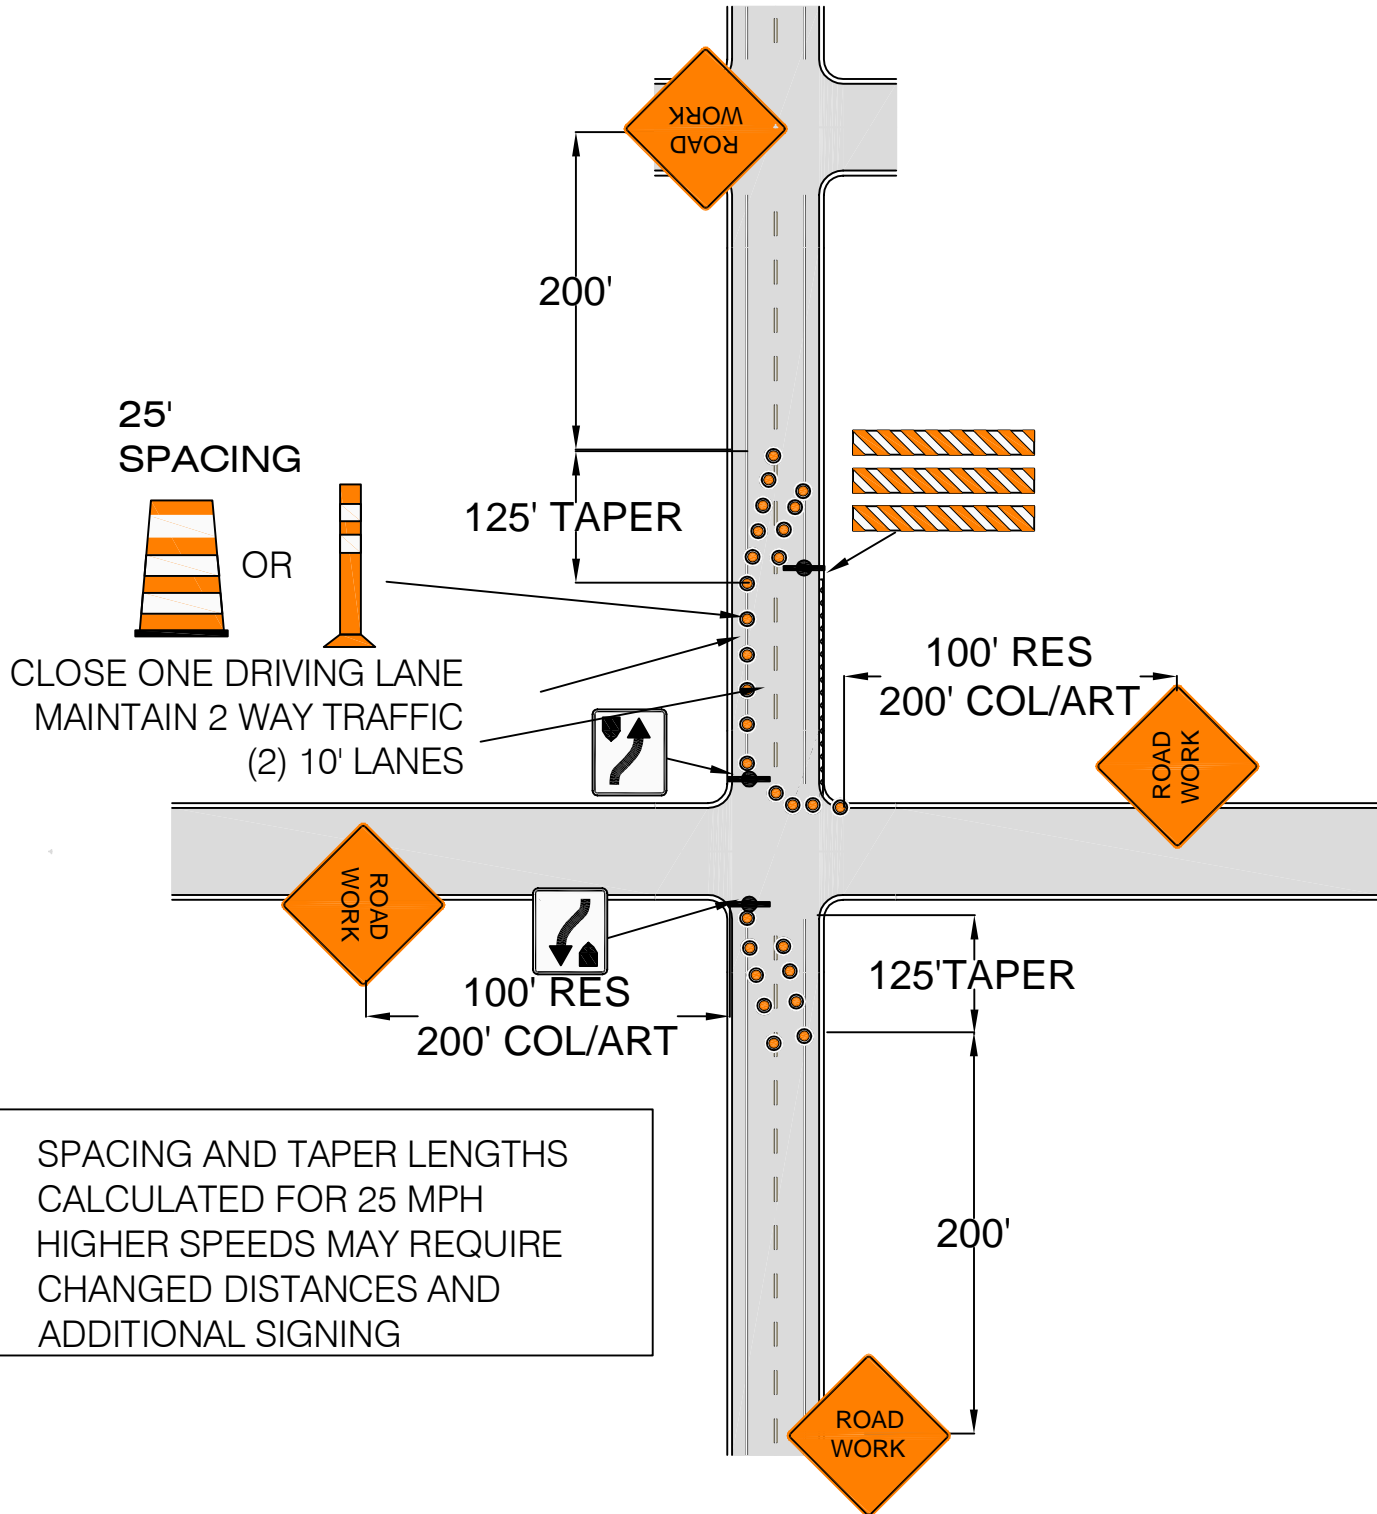 ROAD
WORK
200'
25'
SPACING
125' TAPER
OR
CLOSE ONE DRIVING LANE
MAINTAIN 2 WAY TRAFFIC
(2) 10' LANES
100' RES
200' COL/ART
ROAD
WORK
ROAD
WORK
100' RES
200' COL/ART
125'TAPER
SPACING AND TAPER LENGTHS
CALCULATED FOR 25 MPH
HIGHER SPEEDS MAY REQUIRE
CHANGED DISTANCES AND
ADDITIONAL SIGNING
200'
ROAD
WORK